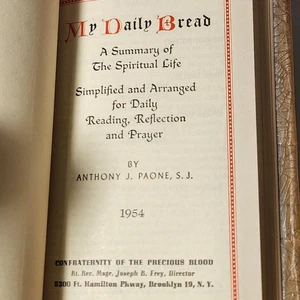 My Daily Bread
A Summary of
The Spiritual Life
Simplified and Arranged
for Daily
Reading, Reflection
and Prayer
BY
ANTHONY J. PAONE, S. J.
1954
CONFRATERNITY OF THE PRECIOUS BLOOD
Rt. Rev. Msgr. Joseph B. Frey, Director
5300 Ft. Hamilton Pkway, Brooklyn 19, N. Y.